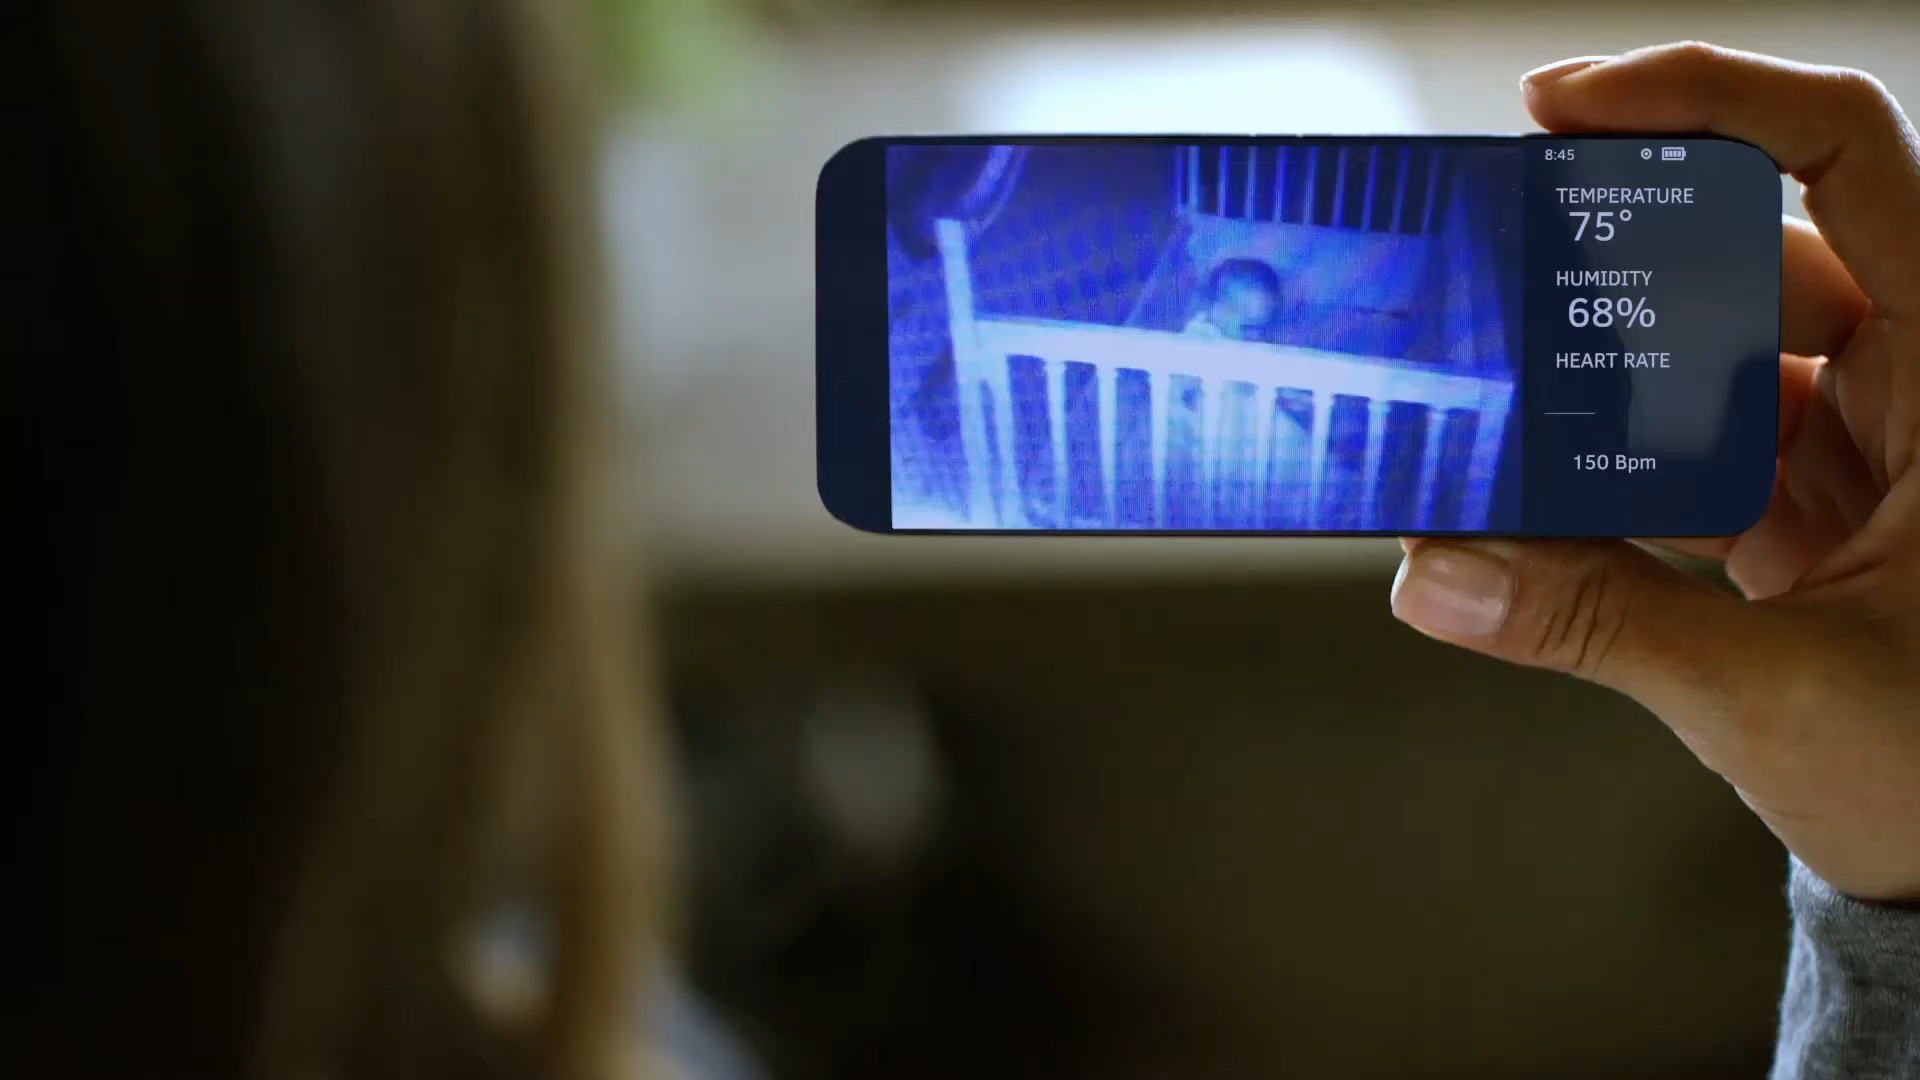 8:45
TEMPERATURE
75°
HUMIDITY
68%
HEART RATE
150 Bpm